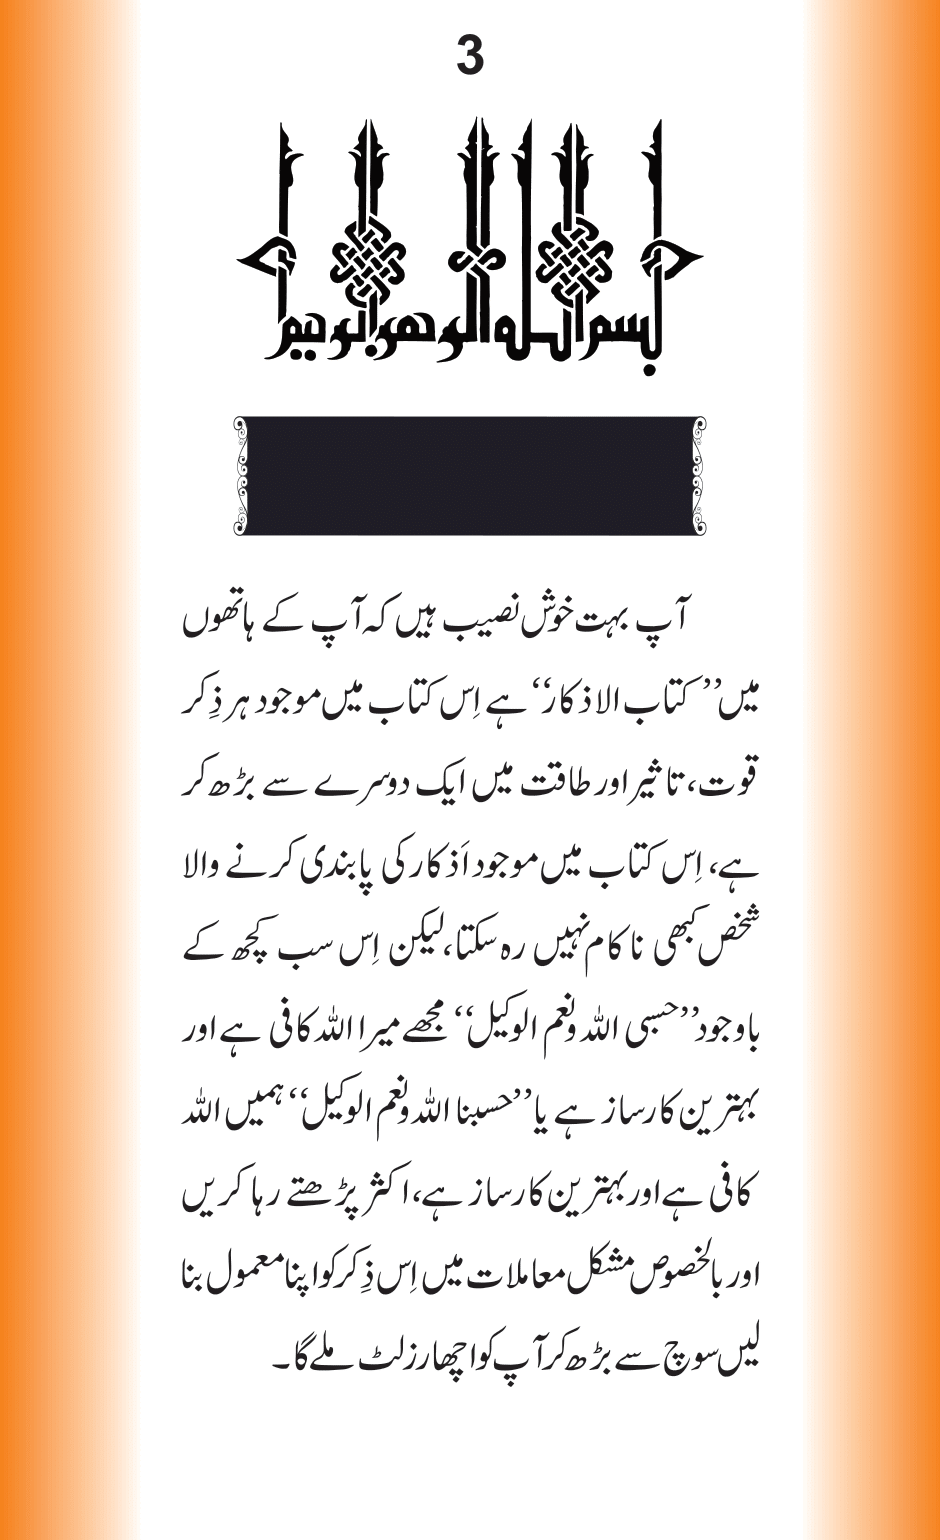 3
بسم الله الرحمن الرحيم
آپ بہت خوش نصیب ہیں کہ آپ کے ہاتھوں
میں ’’کتاب الاذکار‘‘ ہے اِس کتاب میں موجود ہر ذِکر
قوت، تاثیر اور طاقت میں ایک دوسرے سے بڑھ کر
ہے، اِس کتاب میں موجود اَذکار کی پابندی کرنے والا
شخص کبھی ناکام نہیں رہ سکتا، لیکن اِس سب کچھ کے
باوجود ’’حسبی اللہ ونعم الوکیل‘‘ مجھے میرا اللہ کافی ہے اور
بہترین کارساز ہے یا ’’حسبنا اللہ ونعم الوکیل‘‘ ہمیں اللہ
کافی ہے اور بہترین کارساز ہے، اکثر پڑھتے رہا کریں
اور بالخصوص مشکل معاملات میں اِس ذِکر کو اپنا معمول بنا
لیں سوچ سے بڑھ کر آپ کو اچھا رزلٹ ملے گا۔